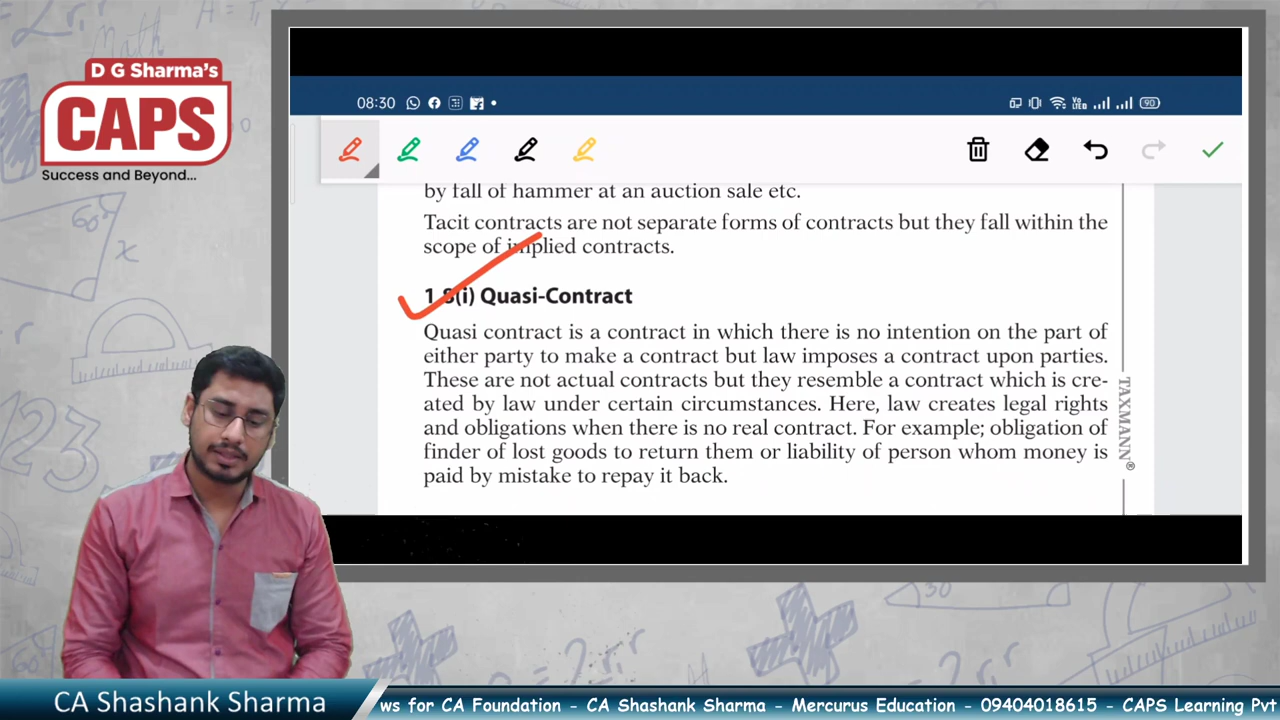 D G Sharma's
CAPS
Success and Beyond...
08:30
Vo
LTED
90
by fall of hammer at an auction sale etc.
Tacit contracts are not separate forms of contracts but they fall within the
scope of implied contracts.
1.8(i) Quasi-Contract
Quasi contract is a contract in which there is no intention on the part of
either party to make a contract but law imposes a contract upon parties.
These are not actual contracts but they resemble a contract which is cre-
ated by law under certain circumstances. Here, law creates legal rights
and obligations when there is no real contract. For example; obligation of
finder of lost goods to return them or liability of person whom money is
paid by mistake to repay it back.
TAXMANN®
CA Shashank Sharma
ws for CA Foundation - CA Shashank Sharma - Mercurus Education - 09404018615 - CAPS Learning Pvt